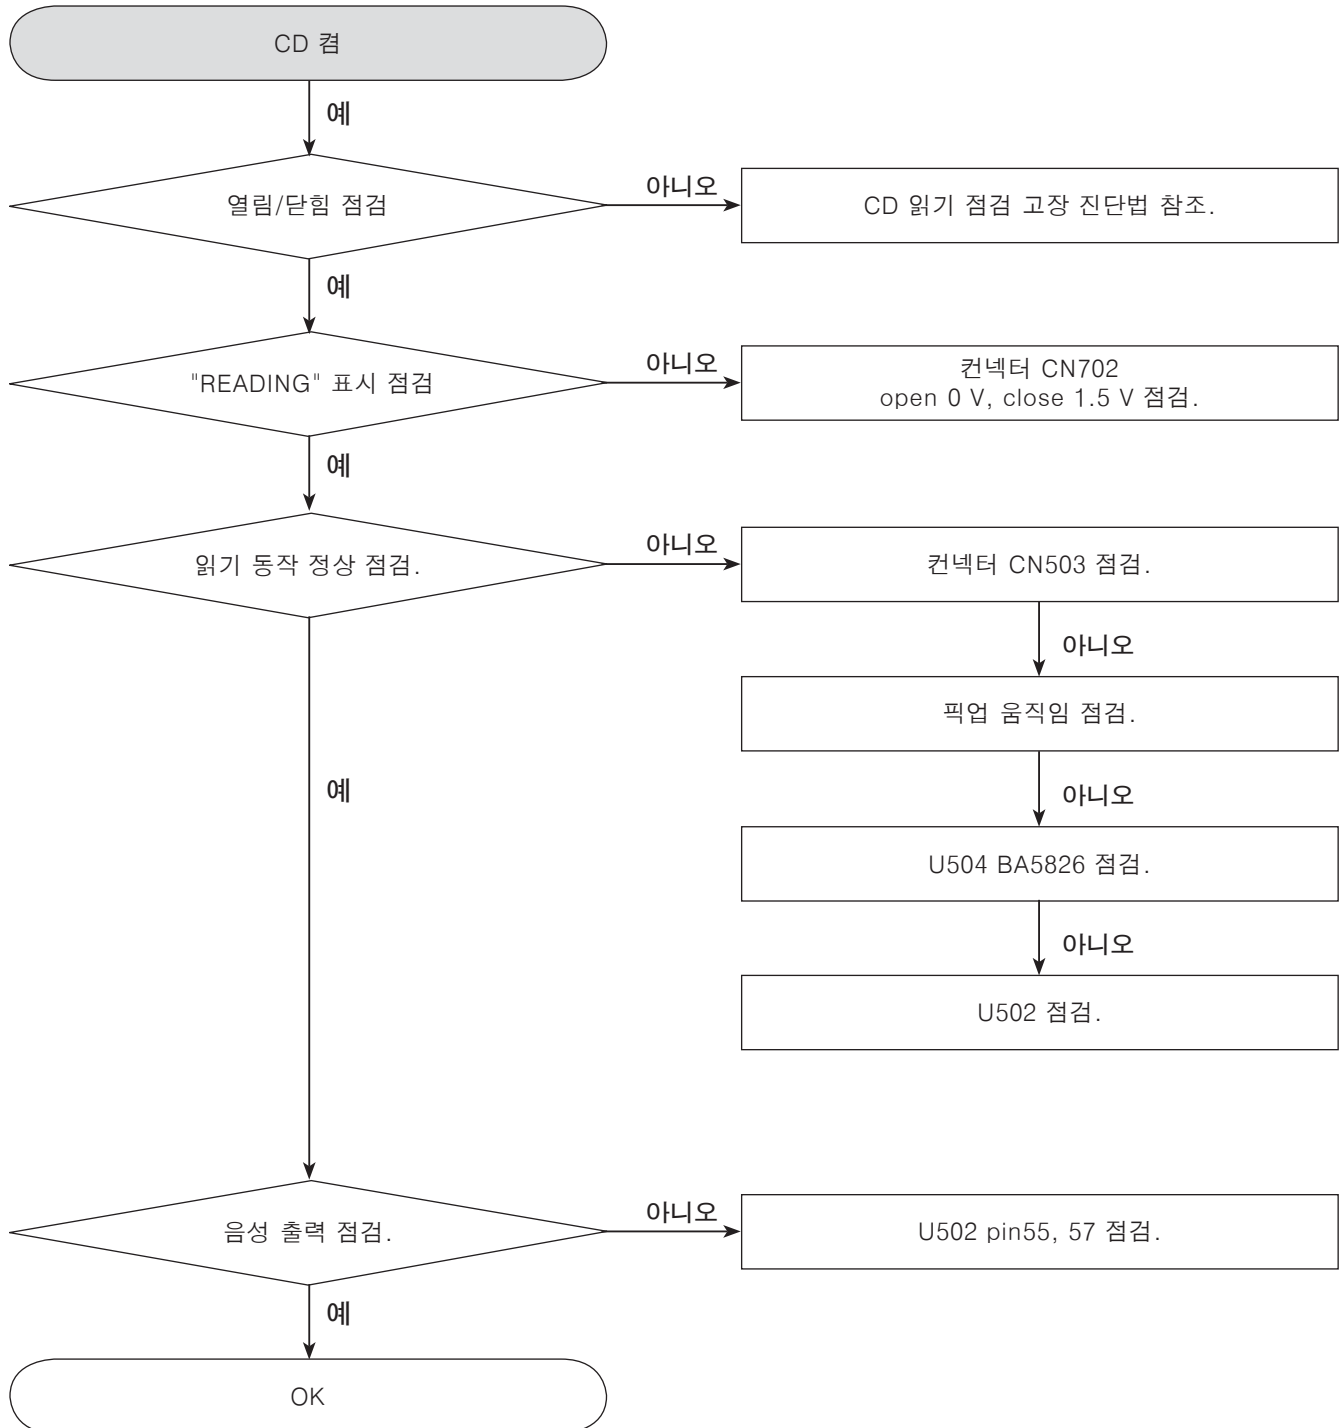 CD 켬
예
열림/닫힘 점검
아니오
CD 읽기 점검 고장 진단법 참조.
예
"READING" 표시 점검
아니오
컨넥터 CN702
open 0 V, close 1.5 V 점검.
예
읽기 동작 정상 점검.
아니오
컨넥터 CN503 점검.
아니오
픽업 움직임 점검.
아니오
U504 BA5826 점검.
아니오
U502 점검.
예
음성 출력 점검.
아니오
U502 pin55, 57 점검.
예
OK